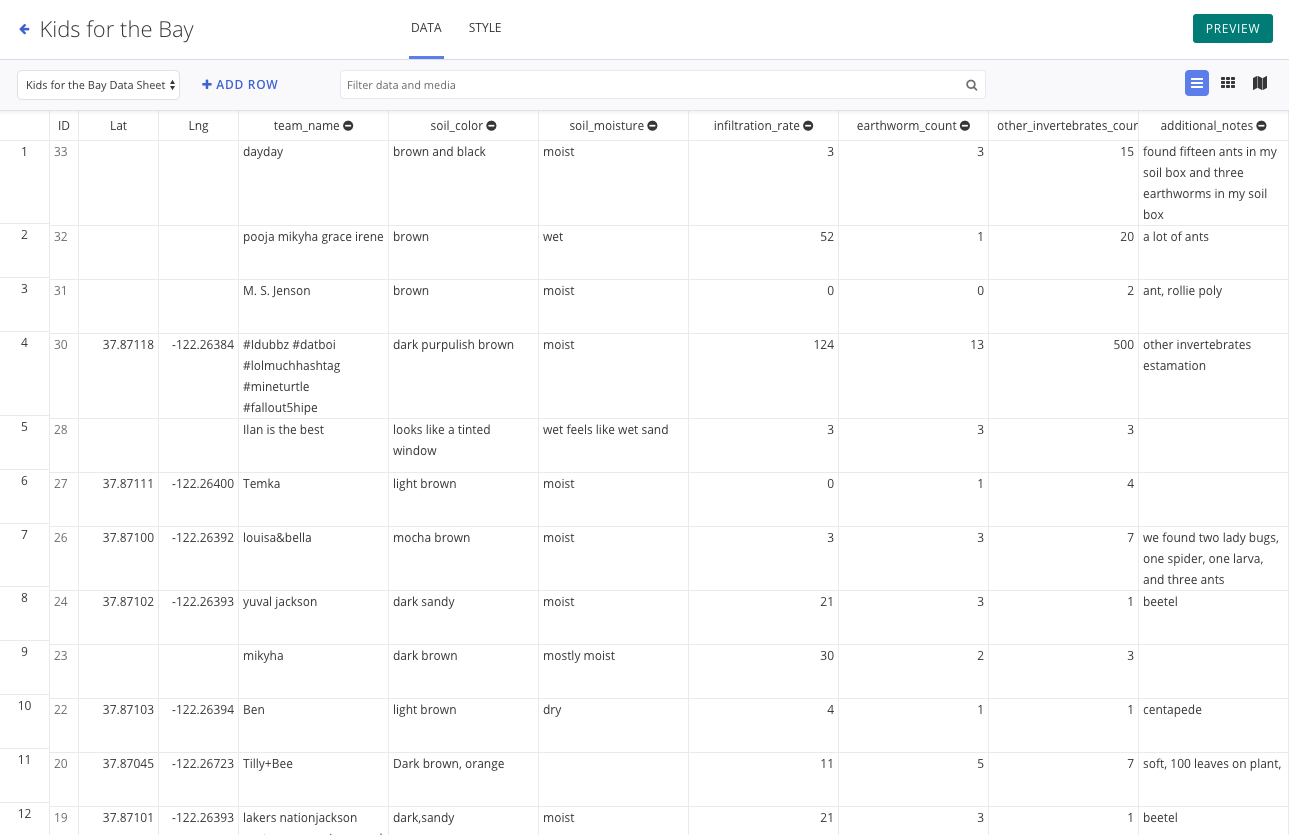 Kids for the Bay
DATA STYLE
PREVIEW
Kids for the Bay Data Sheet
ADD ROW
Filter data and media
ID Lat Lng team_name soil_color soil_moisture infiltration_rate earthworm_count other_invertebrates_cour additional_notes
1 33 dayday brown and black moist 3 3 15 found fifteen ants in my
soil box and three
earthworms in my soil
box
2 32 pooja mikyha grace irene brown wet 52 1 20 a lot of ants
3 31 M. S. Jenson brown moist 0 0 2 ant, rollie poly
4 30 37.87118 -122.26384 #Idubbz #datboi dark purpulish brown moist 124 13 500 other invertebrates
#lolmuchhashtag estamation
#mineturtle
#fallout5hipe
5 28 Ilan is the best looks like a tinted wet feels like wet sand 3 3 3
window
6 27 37.87111 -122.26400 Temka light brown moist 0 1 4
7 26 37.87100 -122.26392 louisa&bella mocha brown moist 3 3 7 we found two lady bugs,
one spider, one larva,
and three ants
8 24 37.87102 -122.26393 yuval jackson dark sandy moist 21 3 1 beetel
9 23 mikyha dark brown mostly moist 30 2 3
10 22 37.87103 -122.26394 Ben light brown dry 4 1 1 centapede
11 20 37.87045 -122.26723 Tilly+Bee Dark brown, orange 11 5 7 soft, 100 leaves on plant,
12 19 37.87101 -122.26393 lakers nationjackson dark,sandy moist 21 3 1 beetel